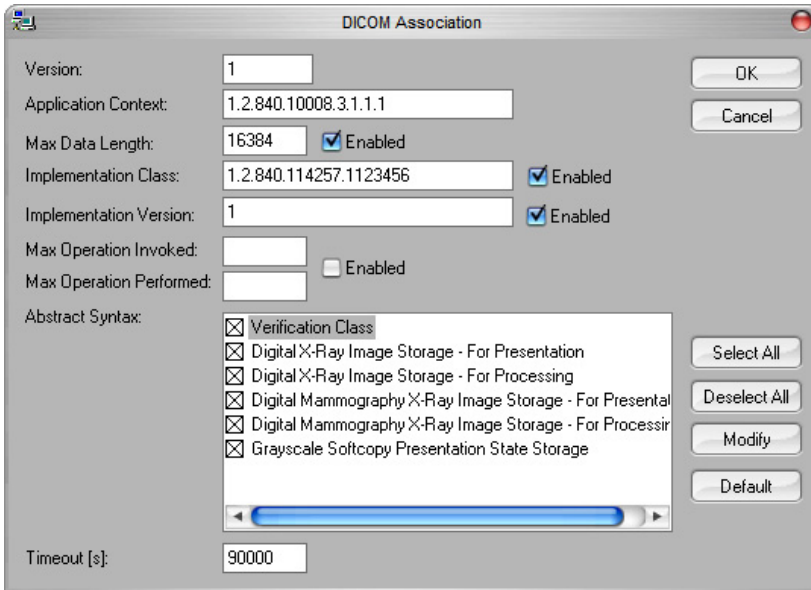 DICOM Association
Version: 1
OK
Application Context: 1.2.840.10008.3.1.1.1
Cancel
Max Data Length: 16384 Enabled
Implementation Class: 1.2.840.114257.1123456 Enabled
Implementation Version: 1 Enabled
Max Operation Invoked:
Enabled
Max Operation Performed:
Abstract Syntax:
Verification Class
Digital X-Ray Image Storage - For Presentation
Digital X-Ray Image Storage - For Processing
Digital Mammography X-Ray Image Storage - For Presentat
Digital Mammography X-Ray Image Storage - For Processin
Grayscale Softcopy Presentation State Storage
Select All
Deselect All
Modify
Default
Timeout [s]: 90000